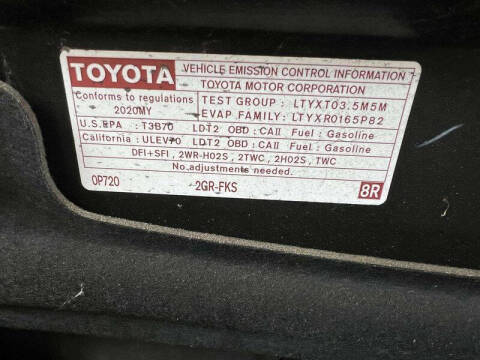 TOYOTA VEHICLE EMISSION CONTROL INFORMATION
TOYOTA MOTOR CORPORATION
Conforms to regulations TEST GROUP : LTYXT03.5M5M
2020MY EVAP FAMILY: LTYXR0165P82
U.S.EPA : T3B70 LDT2 OBD : CAII Fuel : Gasoline
California : ULEV70 LDT2 OBD : CAII Fuel : Gasoline
DFI+SFI , 2WR-HO2S , 2TWC , 2HO2S , TWC
No adjustments needed.
0P720 2GR-FKS 8R